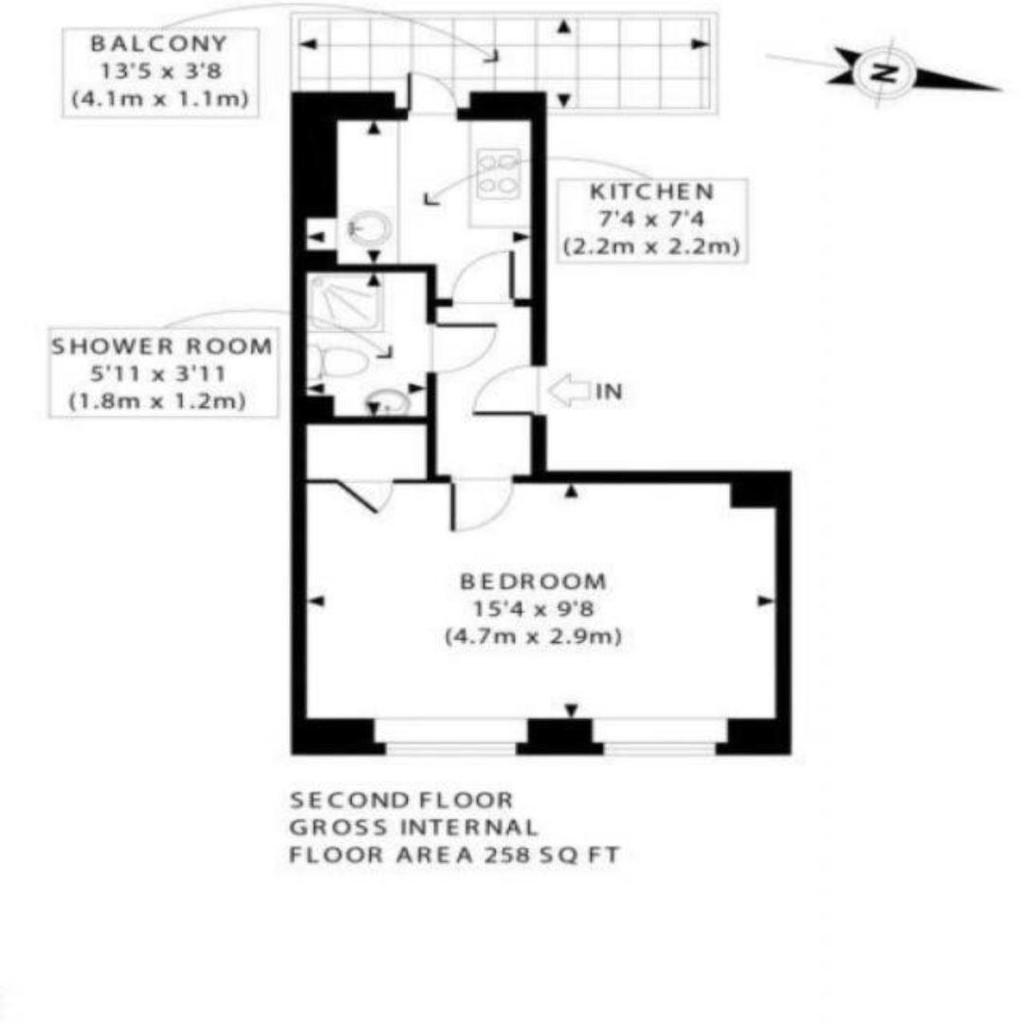 BALCONY
13'5 x 3'8
(4.1m x 1.1m)
N
KITCHEN
7'4 x 7'4
(2.2m x 2.2m)
SHOWER ROOM
5'11 x 3'11
(1.8m x 1.2m)
IN
BEDROOM
15'4 x 9'8
(4.7m x 2.9m)
SECOND FLOOR
GROSS INTERNAL
FLOOR AREA 258 SQ FT